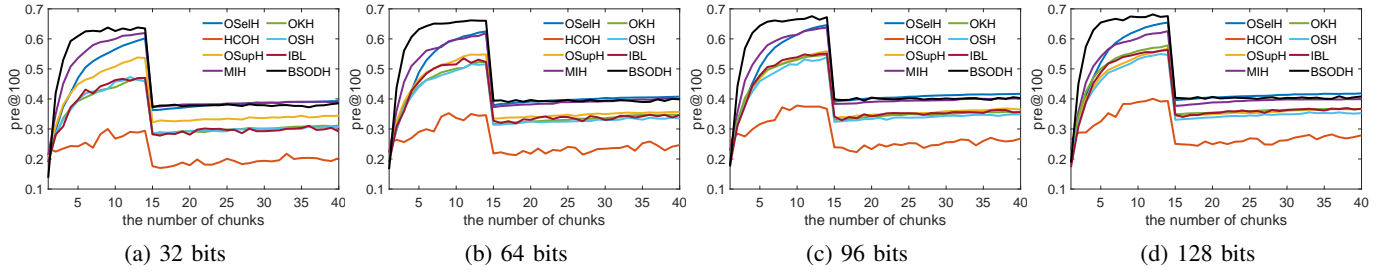 pre@100
0.6
0.5
0.4
0.3
0.2
0.1
OSelH OKH
HCOH OSH
OSupH IBL
MIH BSODH
5 10 15 20 25 30 35 40
the number of chunks
(a) 32 bits
pre@100
0.6
0.5
0.4
0.3
0.2
0.1
OSelH OKH
HCOH OSH
OSupH IBL
MIH BSODH
5 10 15 20 25 30 35 40
the number of chunks
(b) 64 bits
pre@100
0.7
0.6
0.5
0.4
0.3
0.2
0.1
OSelH OKH
HCOH OSH
OSupH IBL
MIH BSODH
5 10 15 20 25 30 35 40
the number of chunks
(c) 96 bits
pre@100
0.7
0.6
0.5
0.4
0.3
0.2
0.1
OSelH OKH
HCOH OSH
OSupH IBL
MIH BSODH
5 10 15 20 25 30 35 40
the number of chunks
(d) 128 bits